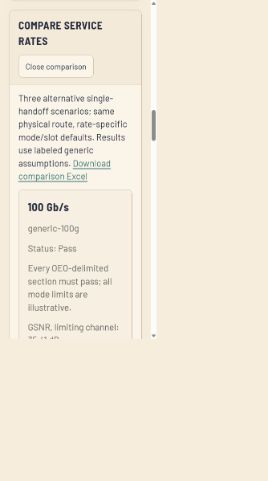 COMPARE SERVICE
RATES
Close comparison
Three alternative single-
handoff scenarios; same
physical route, rate-specific
mode/slot defaults. Results
use labeled generic
assumptions. Download
comparison Excel
100 Gb/s
generic-100g
Status: Pass
Every OEO-delimited
section must pass; all
mode limits are
illustrative.
GSNR, limiting channel: